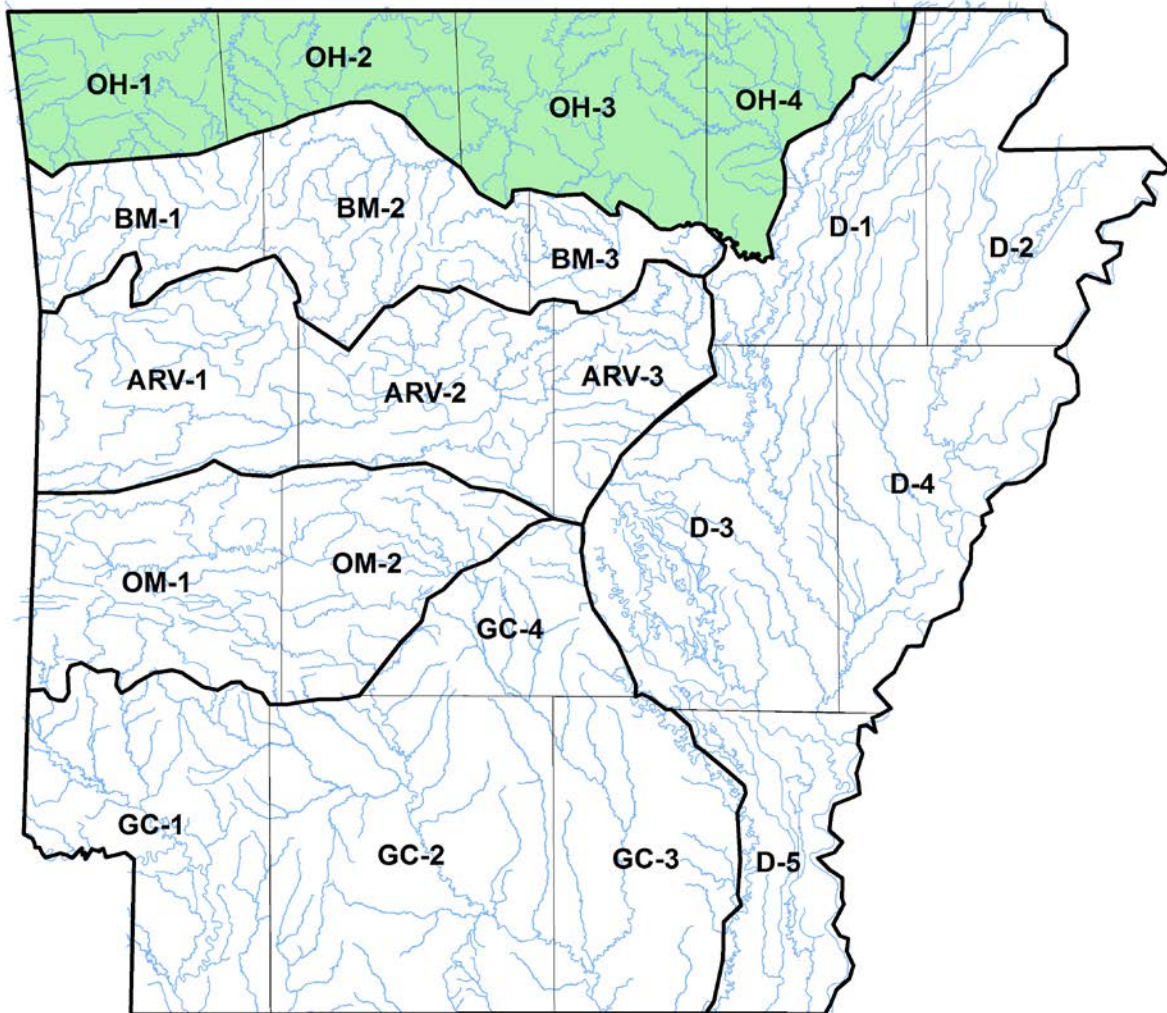 OH-1
OH-2
OH-3
OH-4
BM-1
BM-2
BM-3
D-1
D-2
ARV-1
ARV-2
ARV-3
D-3
D-4
OM-1
OM-2
GC-4
GC-1
GC-2
GC-3
D-5